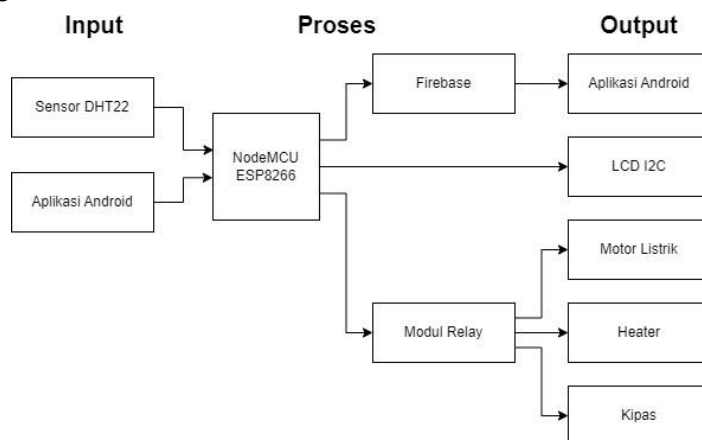 Input
Proses
Output
Sensor DHT22
Aplikasi Android
NodeMCU
ESP8266
Firebase
Modul Relay
Aplikasi Android
LCD I2C
Motor Listrik
Heater
Kipas